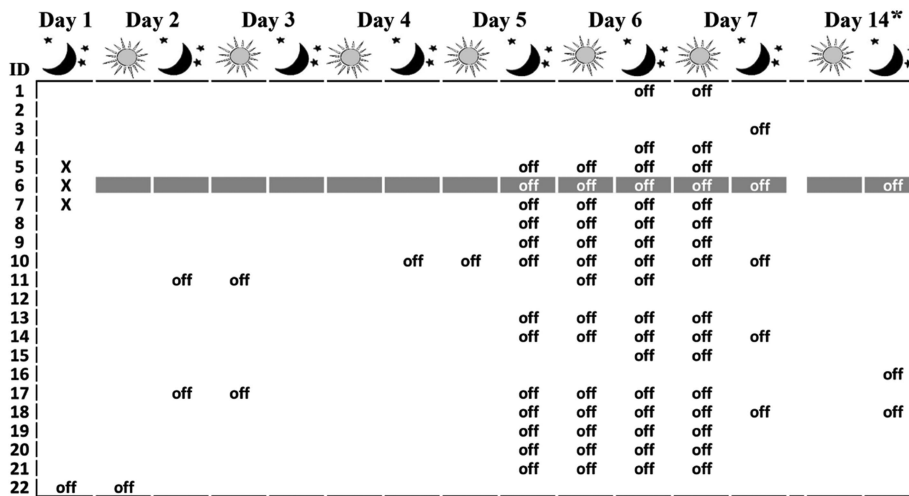 Day 1 Day 2 Day 3 Day 4 Day 5 Day 6 Day 7 Day 14*
ID
1 off off
2
3 off
4 off off
5 X off off off off
6 X off off off off off off
7 X off off off off
8 off off off off
9 off off off off
10 off off off off off off off
11 off off off off
12
13 off off off off
14 off off off off off
15 off off
16 off
17 off off off off off off
18 off off off off off off
19 off off off off
20 off off off off
21 off off off off
22 off off